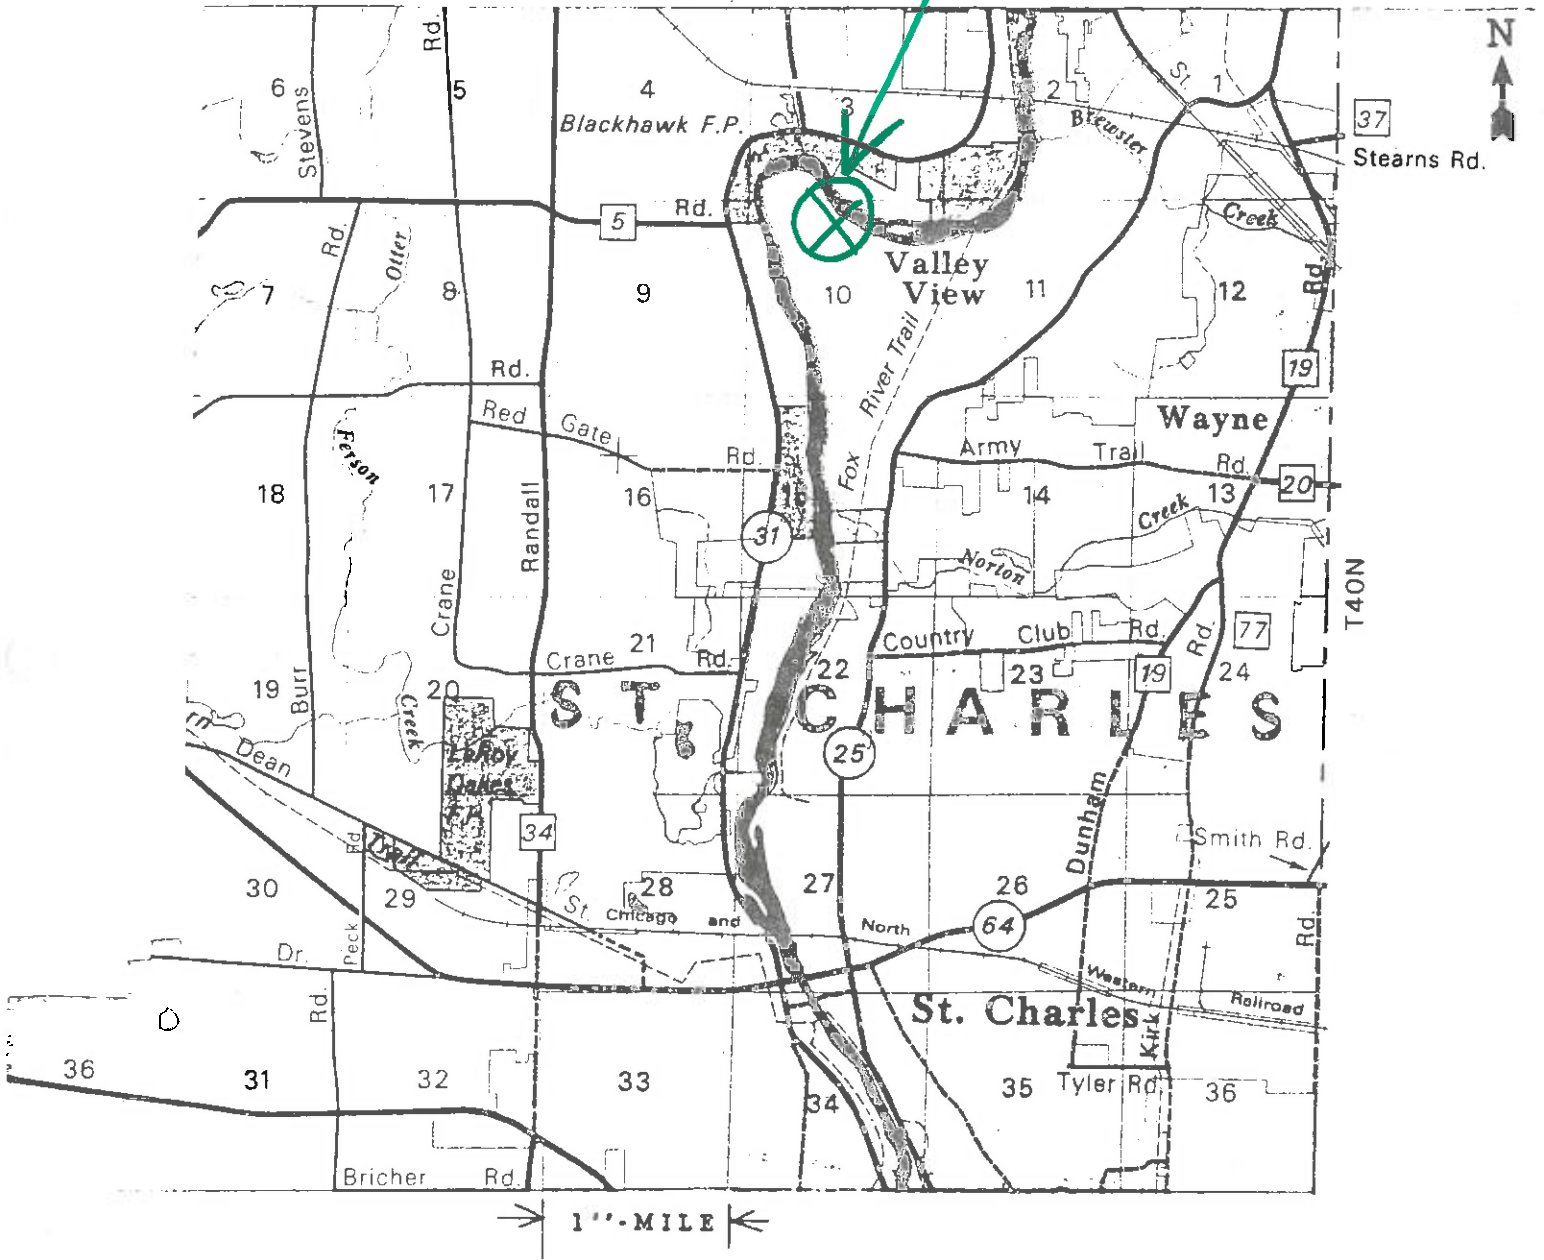 N
Rd.
6
5
4
3
2
1
St.
Stevens
Blackhawk F.P.
Brewster
37
Stearns Rd.
5
Rd.
Creek
Rd.
Otter
Valley
View
Rd.
7
8
9
10
11
12
Fox River Trail
19
Rd.
Red Gate Rd.
Wayne
Ferson
Army Trail Rd.
20
18
17
16
14
13
Randall
31
Creek
Norton
T40N
Crane
21
Crane Rd.
22
Country Club Rd.
Rd.
77
19
23
24
19
Burr
20
Creek
ST CHARLES
25
Dean
LeRoy
Oakes
F.P.
34
Dunham
Smith Rd.
Rd.
Trail
30
29
28
27
26
25
St.
Chicago and North Western Railroad
64
Rd.
Peck
Dr.
Rd.
St. Charles
Kirk
36
31
32
33
34
35
36
Tyler Rd.
Bricher Rd.
1"-MILE